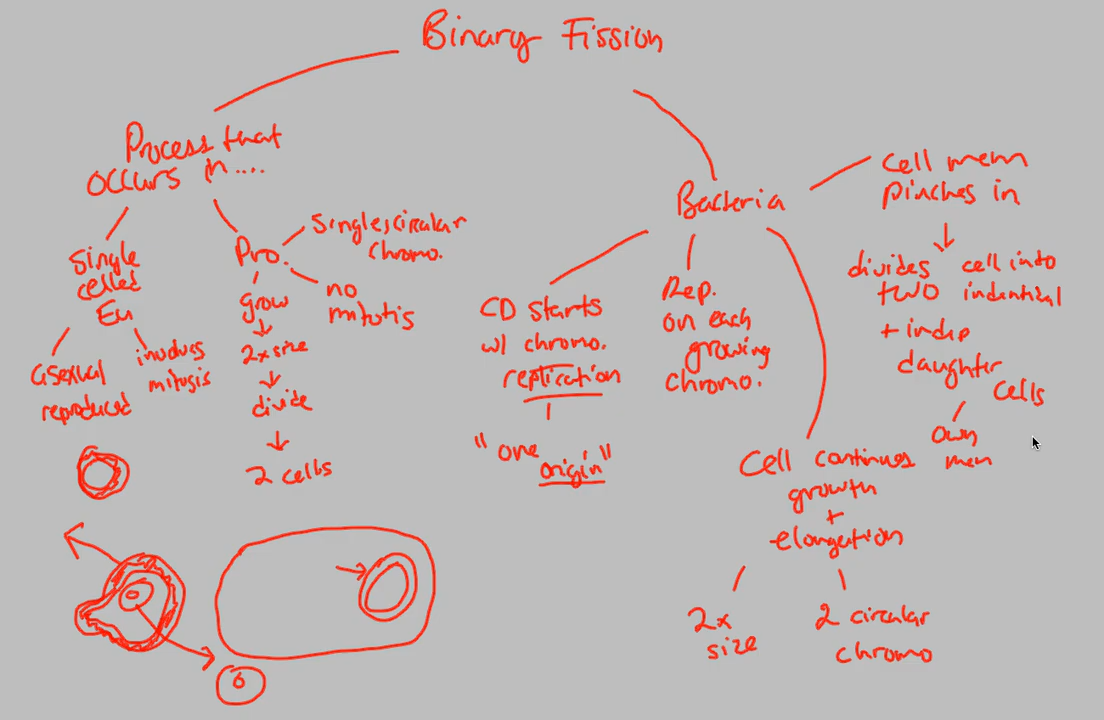 Binary Fission
Process that
occurs in....
Single
celled
Eu
asexual
reproduced
involves
mitosis
Pro.
single, circular
chromo.
no
mitotis
grow
2x size
divide
2 cells
Bacteria
CD starts
w/ chromo.
replication
"one
origin"
Rep.
on each
growing
chromo.
Cell continues
growth
+
elongation
2x
size
2 circular
chromo
Cell mem
pinches in
divides cell into
two indentical
+ indep
daughter
cells
own
mem